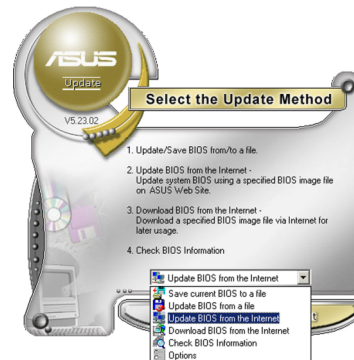 ASUS
Update
V5.23.02
Select the Update Method
1. Update/Save BIOS from/to a file.
2. Update BIOS from the Internet -
Update system BIOS using a specified BIOS image file
on ASUS Web Site.
3. Download BIOS from the Internet -
Download a specified BIOS image file via Internet for
later usage.
4. Check BIOS Information
Update BIOS from the Internet
Save current BIOS to a file
Update BIOS from a file
Update BIOS from the Internet
Download BIOS from the Internet
Check BIOS Information
Options